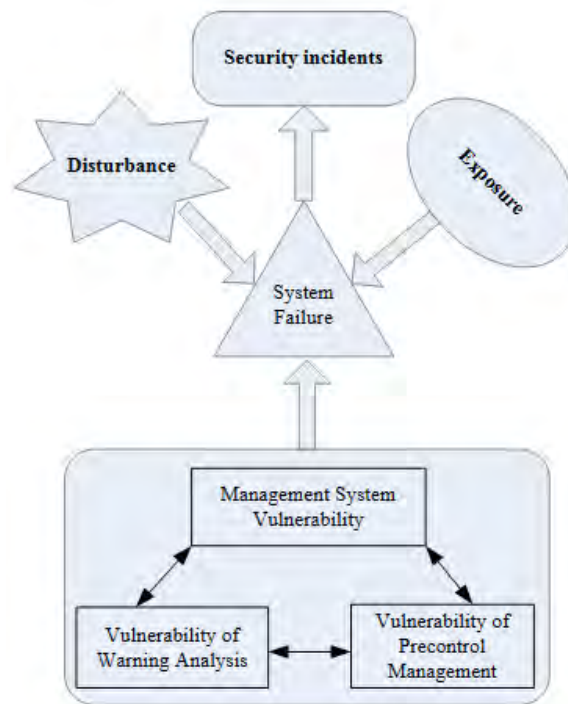 Security incidents
Disturbance
Exposure
System
Failure
Management System
Vulnerability
Vulnerability of
Warning Analysis
Vulnerability of
Precontrol
Management